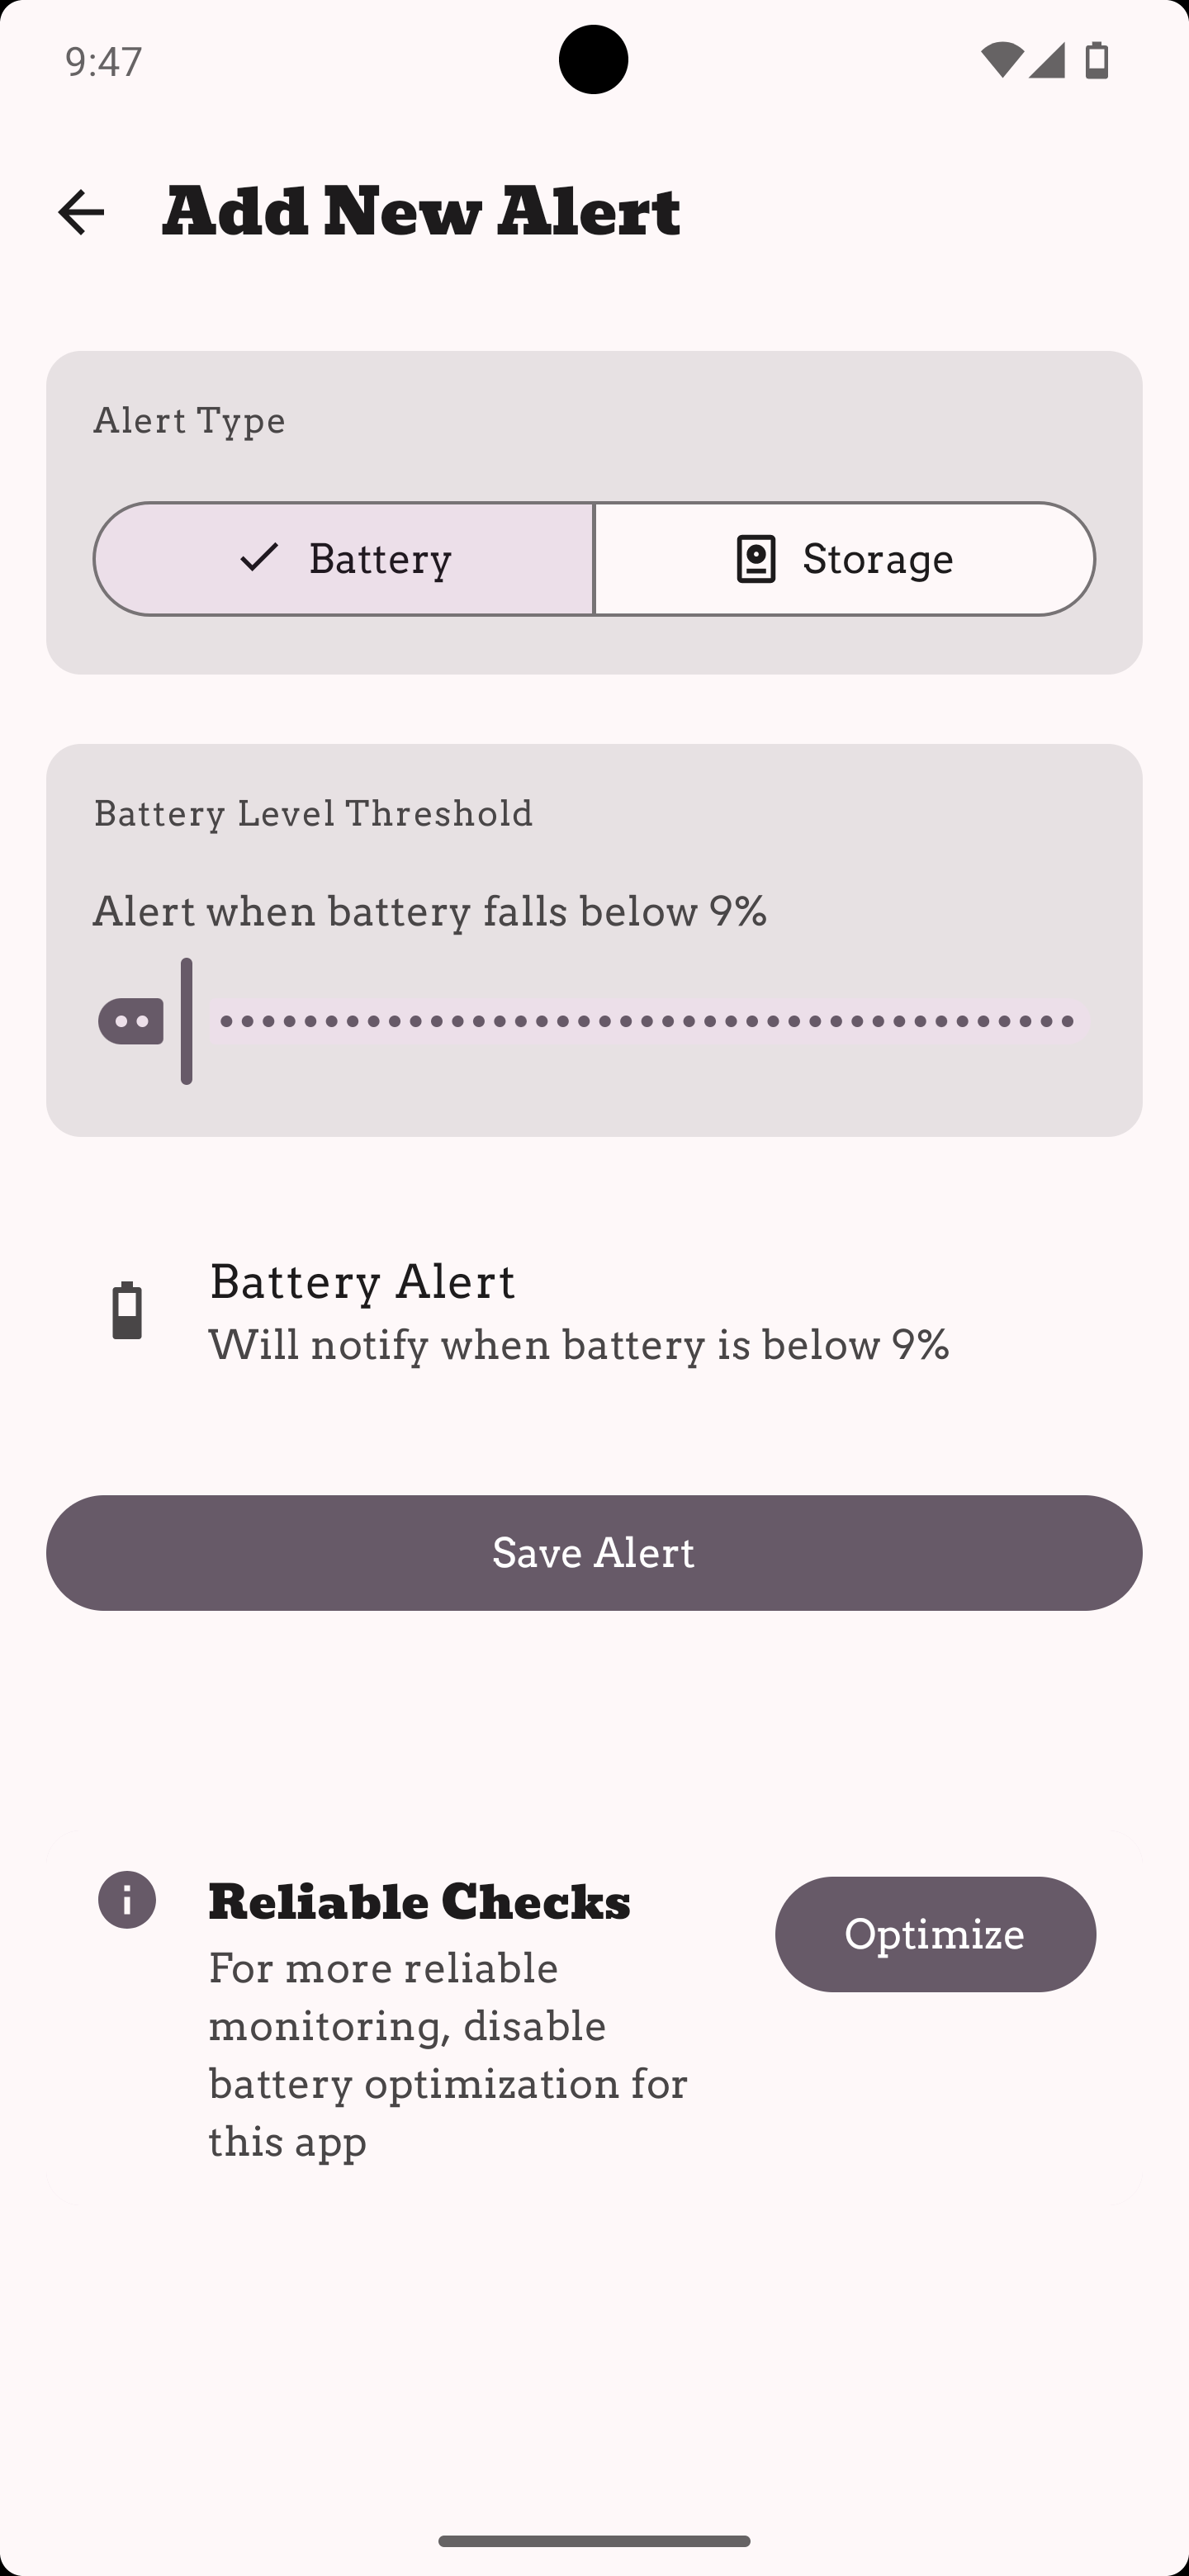 9:47
Add New Alert
Alert Type
Battery
Storage
Battery Level Threshold
Alert when battery falls below 9%
Battery Alert
Will notify when battery is below 9%
Save Alert
Reliable Checks
For more reliable
monitoring, disable
battery optimization for
this app
Optimize